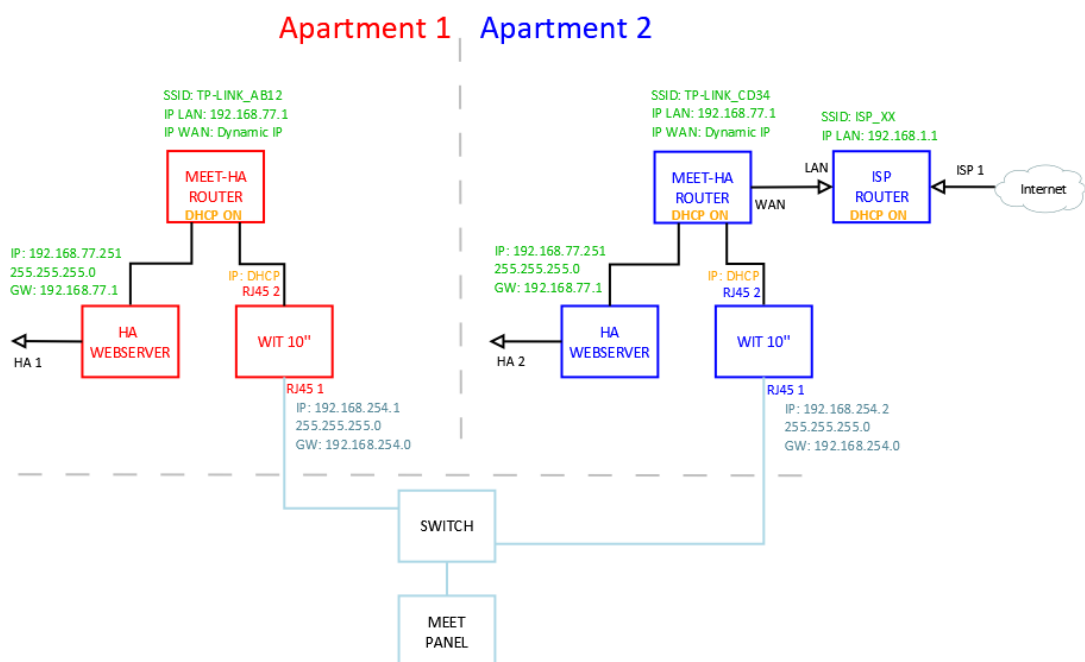 Apartment 1
Apartment 2
SSID: TP-LINK_AB12
IP LAN: 192.168.77.1
IP WAN: Dynamic IP
MEET-HA
ROUTER
DHCP ON
IP: 192.168.77.251
255.255.255.0
GW: 192.168.77.1
IP: DHCP
RJ45 2
HA
WEBSERVER
HA 1
WIT 10"
RJ45 1
IP: 192.168.254.1
255.255.255.0
GW: 192.168.254.0
SSID: TP-LINK_CD34
IP LAN: 192.168.77.1
IP WAN: Dynamic IP
MEET-HA
ROUTER
DHCP ON
WAN
LAN
SSID: ISP_XX
IP LAN: 192.168.1.1
ISP
ROUTER
DHCP ON
ISP 1
Internet
IP: 192.168.77.251
255.255.255.0
GW: 192.168.77.1
IP: DHCP
RJ45 2
HA
WEBSERVER
HA 2
WIT 10"
RJ45 1
IP: 192.168.254.2
255.255.255.0
GW: 192.168.254.0
SWITCH
MEET
PANEL